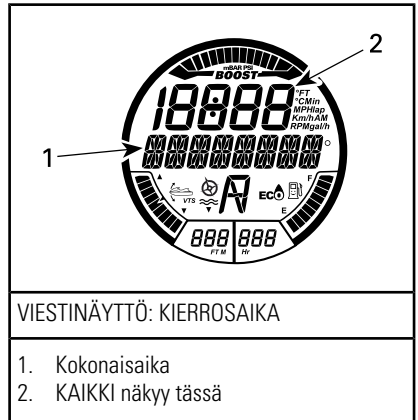 2
mBAR PSI
BOOST
18888
°FT
°CMin
MPHlap
Km/hAM
RPMgal/h
1
°
VTS
N
ECO
F
E
888 888
FT M Hr
VIESTINÄYTTÖ: KIERROSAIKA
1. Kokonaisaika
2. KAIKKI näkyy tässä